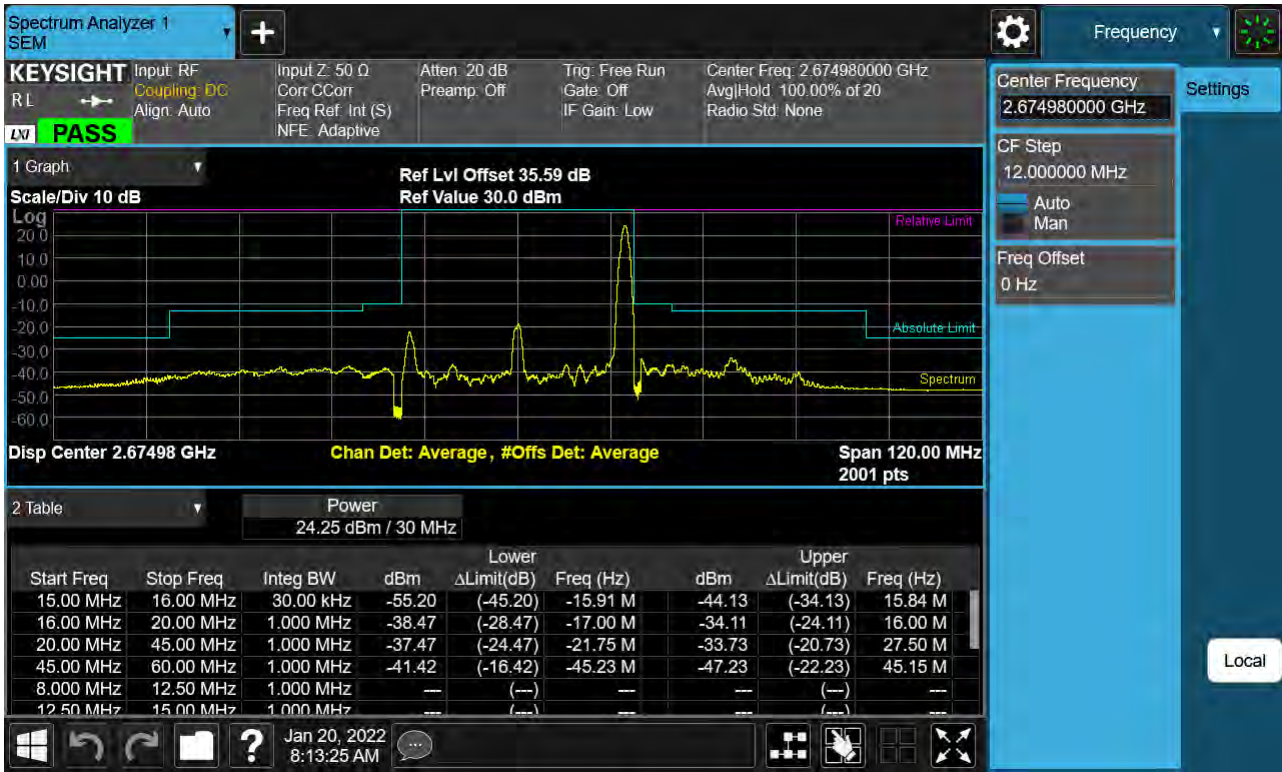 Spectrum Analyzer 1
SEM
+
Frequency
KEYSIGHT
RL
LXI
PASS
Input: RF
Coupling: DC
Align: Auto
Input Z: 50 Ω
Corr CCorr
Freq Ref: Int (S)
NFE: Adaptive
Atten: 20 dB
Preamp: Off
Trig: Free Run
Gate: Off
IF Gain: Low
Center Freq: 2.674980000 GHz
Avg|Hold: 100.00% of 20
Radio Std: None
Center Frequency
2.674980000 GHz
Settings
CF Step
12.000000 MHz
Auto
Man
Freq Offset
0 Hz
Local
1 Graph
Scale/Div 10 dB
Ref Lvl Offset 35.59 dB
Ref Value 30.0 dBm
Log
20.0
10.0
0.00
-10.0
-20.0
-30.0
-40.0
-50.0
-60.0
Relative Limit
Absolute Limit
Spectrum
Disp Center 2.67498 GHz
Chan Det: Average, #Offs Det: Average
Span 120.00 MHz
2001 pts
2 Table
Power
24.25 dBm / 30 MHz
Lower Upper
Start Freq Stop Freq Integ BW dBm ΔLimit(dB) Freq (Hz) dBm ΔLimit(dB) Freq (Hz)
15.00 MHz 16.00 MHz 30.00 kHz -55.20 (-45.20) -15.91 M -44.13 (-34.13) 15.84 M
16.00 MHz 20.00 MHz 1.000 MHz -38.47 (-28.47) -17.00 M -34.11 (-24.11) 16.00 M
20.00 MHz 45.00 MHz 1.000 MHz -37.47 (-24.47) -21.75 M -33.73 (-20.73) 27.50 M
45.00 MHz 60.00 MHz 1.000 MHz -41.42 (-16.42) -45.23 M -47.23 (-22.23) 45.15 M
8.000 MHz 12.50 MHz 1.000 MHz --- (---) --- --- (---) ---
12.50 MHz 15.00 MHz 1.000 MHz --- (---) --- --- (---) ---
?
Jan 20, 2022
8:13:25 AM